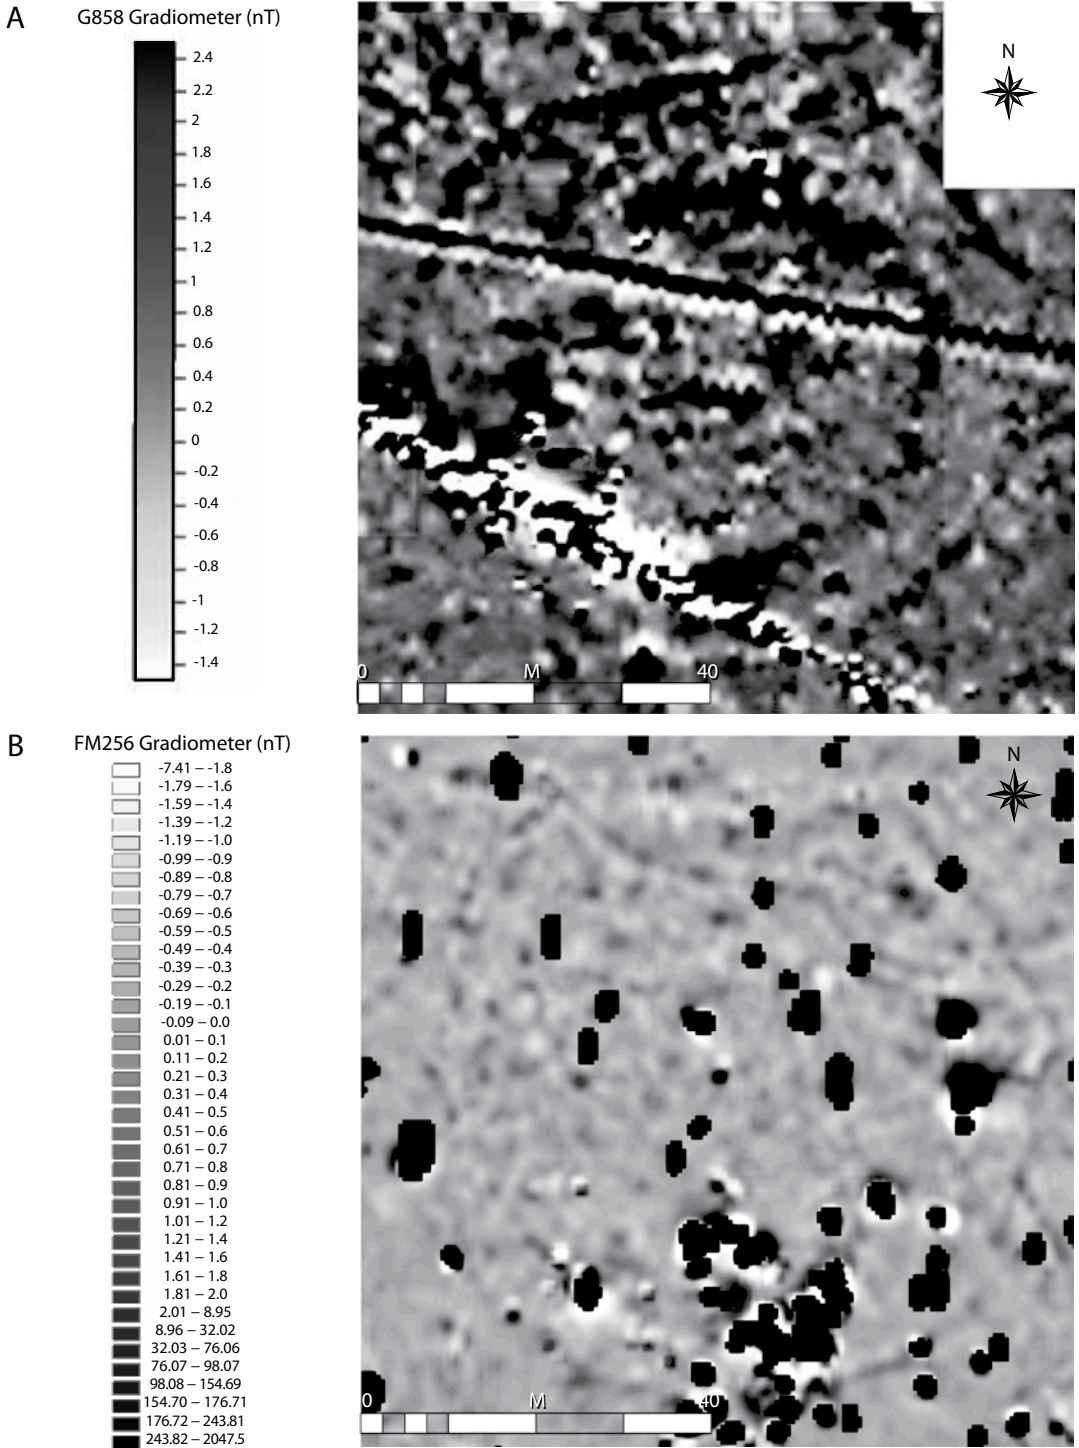 A
G858 Gradiometer (nT)
2.4
2.2
2
1.8
1.6
1.4
1.2
1
0.8
0.6
0.4
0.2
0
-0.2
-0.4
-0.6
-0.8
-1
-1.2
-1.4
N
0 M 40
B
FM256 Gradiometer (nT)
-7.41 – -1.8
-1.79 – -1.6
-1.59 – -1.4
-1.39 – -1.2
-1.19 – -1.0
-0.99 – -0.9
-0.89 – -0.8
-0.79 – -0.7
-0.69 – -0.6
-0.59 – -0.5
-0.49 – -0.4
-0.39 – -0.3
-0.29 – -0.2
-0.19 – -0.1
-0.09 – 0.0
0.01 – 0.1
0.11 – 0.2
0.21 – 0.3
0.31 – 0.4
0.41 – 0.5
0.51 – 0.6
0.61 – 0.7
0.71 – 0.8
0.81 – 0.9
0.91 – 1.0
1.01 – 1.2
1.21 – 1.4
1.41 – 1.6
1.61 – 1.8
1.81 – 2.0
2.01 – 8.95
8.96 – 32.02
32.03 – 76.06
76.07 – 98.07
98.08 – 154.69
154.70 – 176.71
176.72 – 243.81
243.82 – 2047.5
N
0 M 40